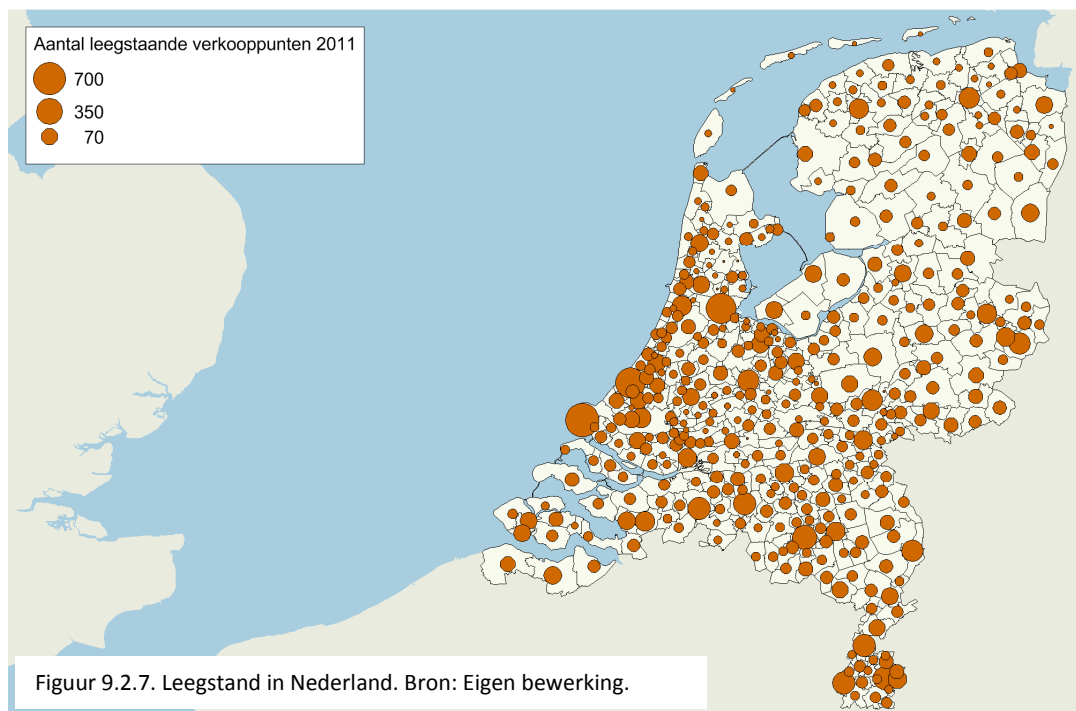 Aantal leegstaande verkooppunten 2011
700
350
70
Figuur 9.2.7. Leegstand in Nederland. Bron: Eigen bewerking.